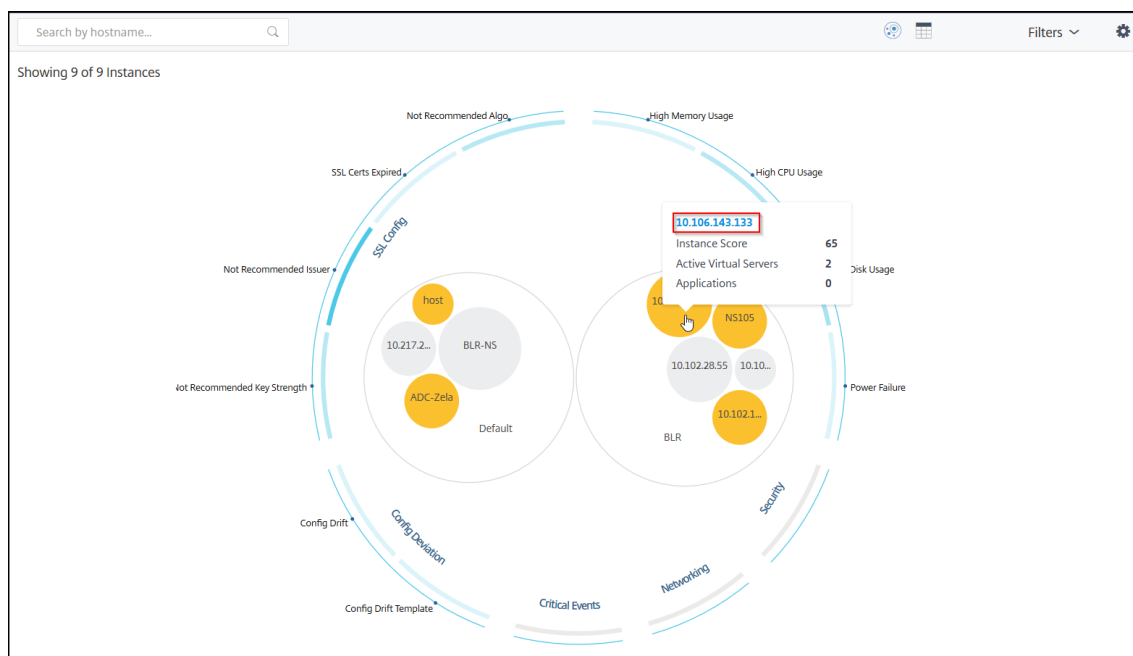 Search by hostname...
Filters
Showing 9 of 9 Instances
Not Recommended Algo
High Memory Usage
SSL Certs Expired
High CPU Usage
SSL Config
10.106.143.133
Instance Score 65
Active Virtual Servers 2
Applications 0
Not Recommended Issuer
Disk Usage
host
10
NS105
10.217.2...
BLR-NS
10.102.28.55
10.10...
Not Recommended Key Strength
Power Failure
ADC-Zela
10.102.1...
Default
BLR
Security
Config Drift
Config Deviation
Networking
Critical Events
Config Drift Template